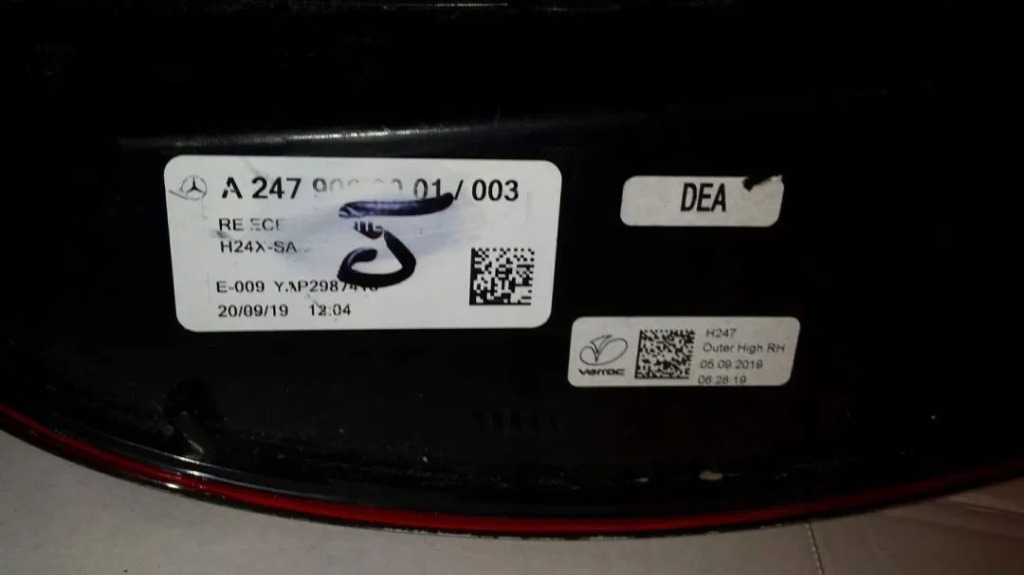 A 247 01 / 003
H24X-SA
E-009
20/09/19 12:04
DEA
varroc
H247
Outer High RH
05.09.2019
06:28:19